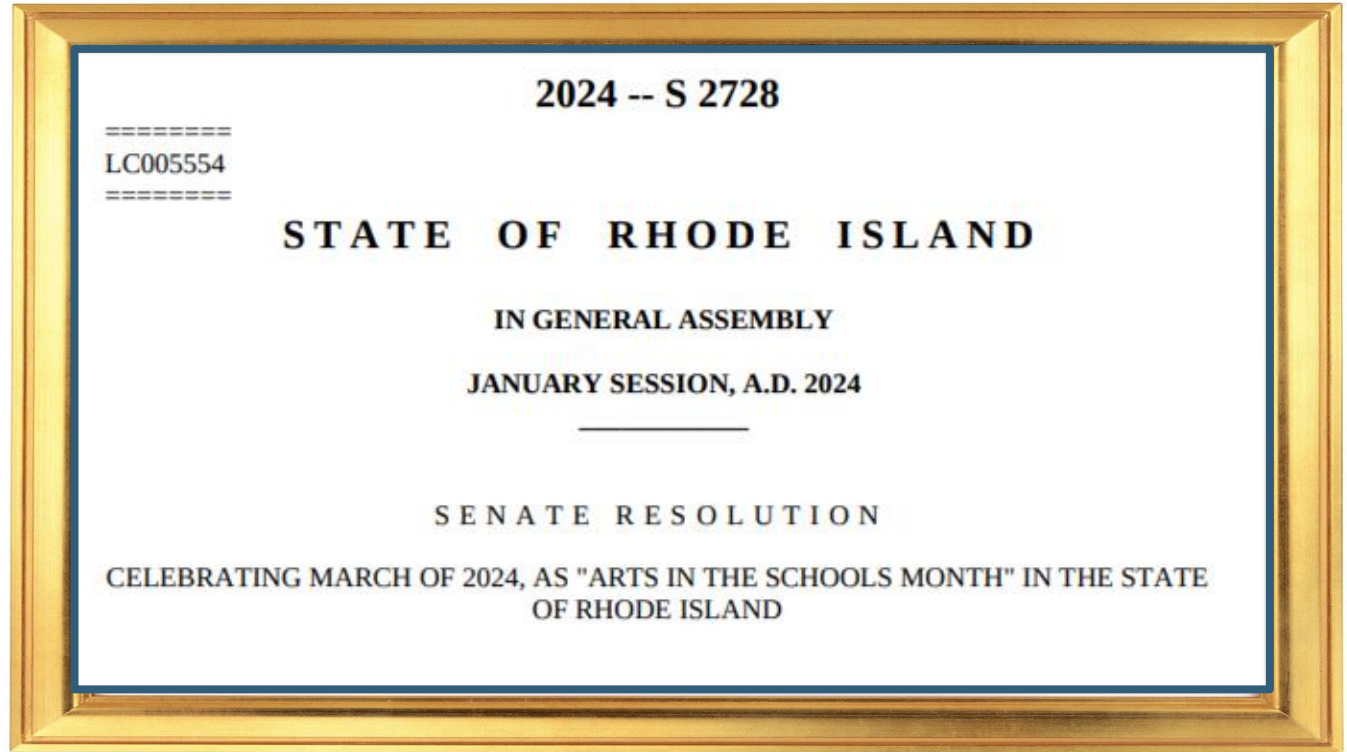 2024 -- S 2728
========
LC005554
========
STATE OF RHODE ISLAND
IN GENERAL ASSEMBLY
JANUARY SESSION, A.D. 2024
____________
SENATE RESOLUTION
CELEBRATING MARCH OF 2024, AS "ARTS IN THE SCHOOLS MONTH" IN THE STATE
OF RHODE ISLAND